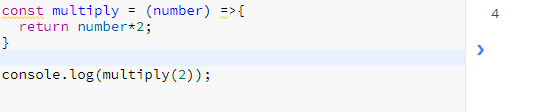 const multiply = (number) =>{
  return number*2;
}
console.log(multiply(2));
4